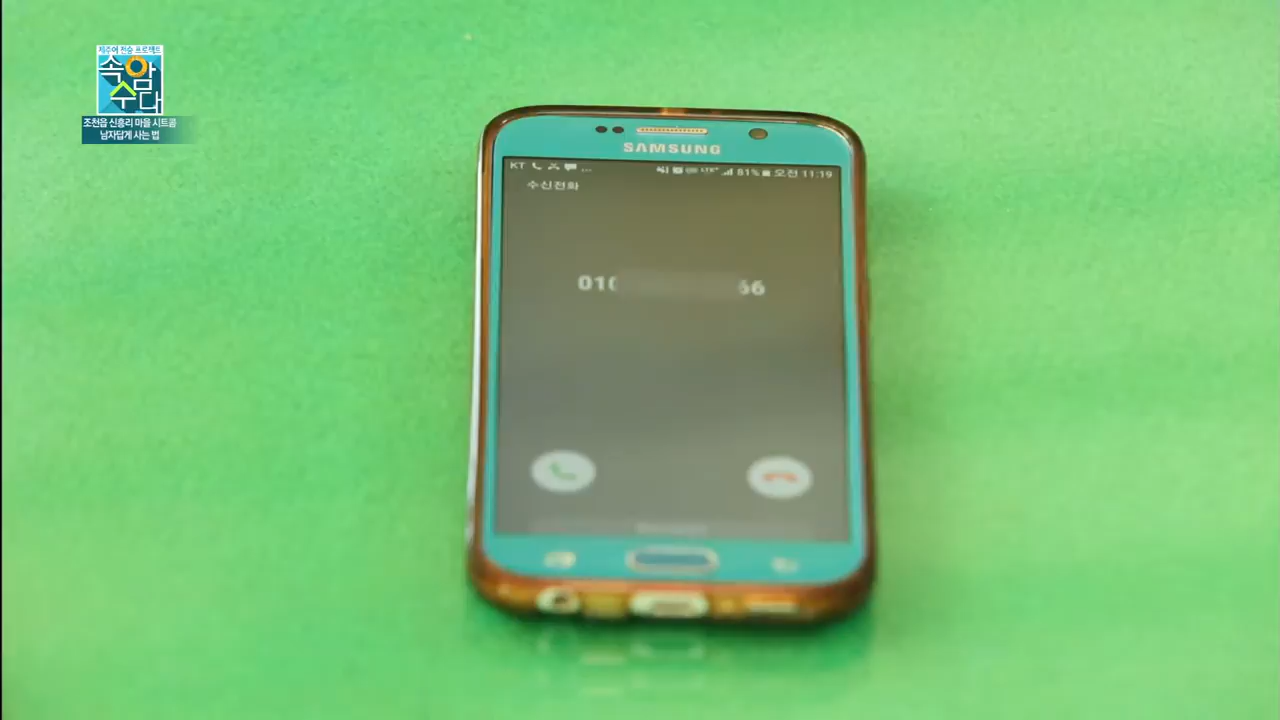 제주어 전승 프로젝트
속암
수다
조천읍 신흥리 마을 시트콤
남자답게 사는 법
SAMSUNG
KT ... LTE 81% 오전 11:19
수신전화
010 66